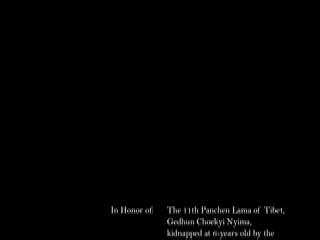 In Honor of: The 11th Panchen Lama of Tibet,
Gedhun Choekyi Nyima,
kidnapped at 6-years old by the